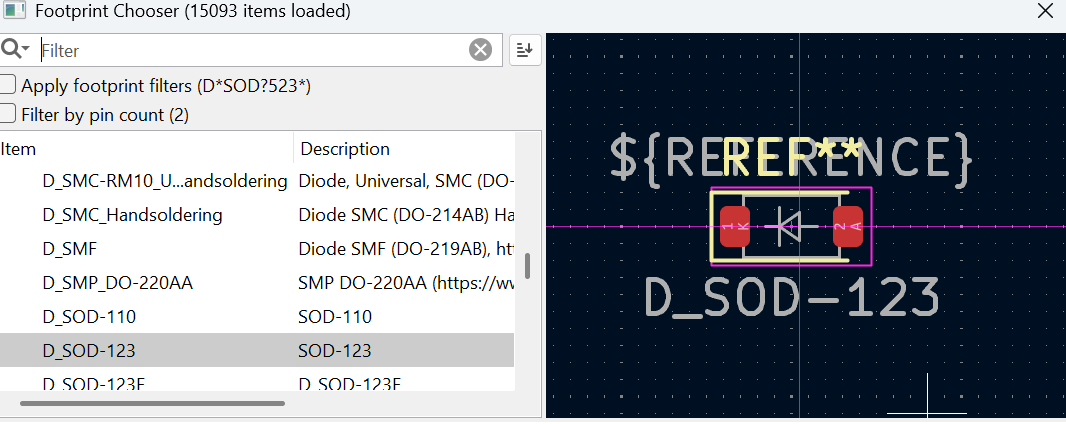 Footprint Chooser (15093 items loaded)
Filter
Apply footprint filters (D*SOD?523*)
Filter by pin count (2)
Item Description
D_SMC-RM10_U...andsoldering Diode, Universal, SMC (DO-
D_SMC_Handsoldering Diode SMC (DO-214AB) Ha
D_SMF Diode SMF (DO-219AB), htt
D_SMP_DO-220AA SMP DO-220AA (https://ww
D_SOD-110 SOD-110
D_SOD-123 SOD-123
D_SOD-123F D_SOD-123F
${REFERENCE}
REF**
1 K 2 A
D_SOD-123